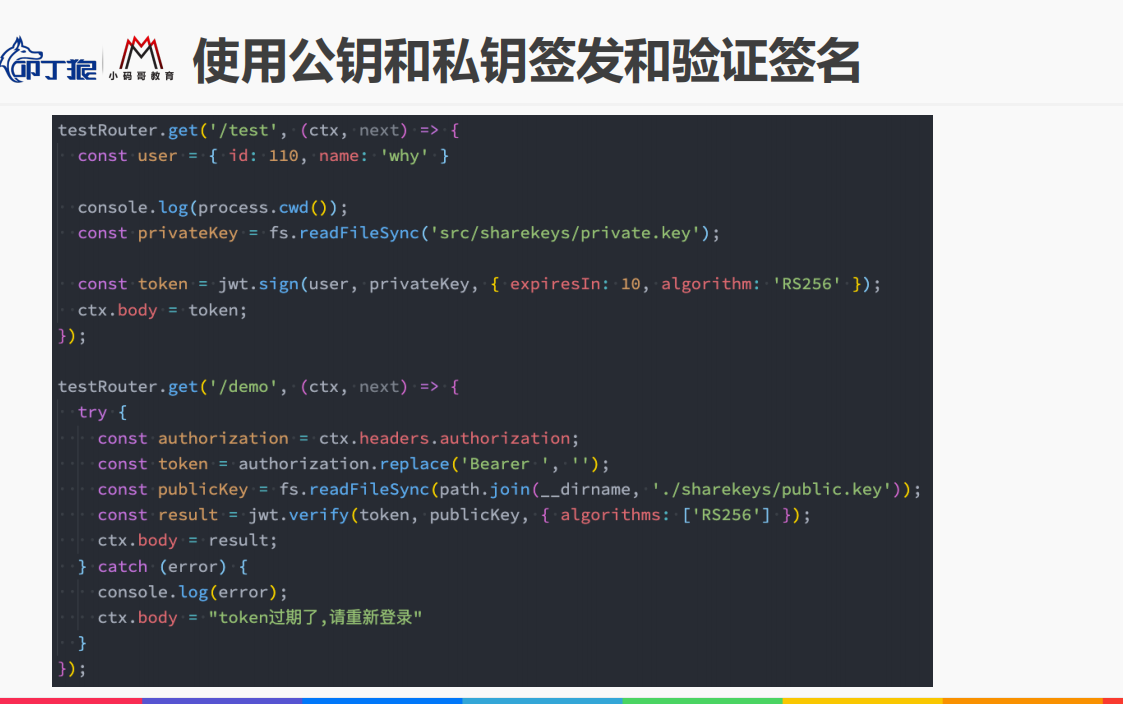 叩丁狼
小码哥教育
使用公钥和私钥签发和验证签名
testRouter.get('/test', (ctx, next) => {
  const user = { id: 110, name: 'why' }
  console.log(process.cwd());
  const privateKey = fs.readFileSync('src/sharekeys/private.key');
  const token = jwt.sign(user, privateKey, { expiresIn: 10, algorithm: 'RS256' });
  ctx.body = token;
});
testRouter.get('/demo', (ctx, next) => {
  try {
    const authorization = ctx.headers.authorization;
    const token = authorization.replace('Bearer ', '');
    const publicKey = fs.readFileSync(path.join(__dirname, './sharekeys/public.key'));
    const result = jwt.verify(token, publicKey, { algorithms: ['RS256'] });
    ctx.body = result;
  } catch (error) {
    console.log(error);
    ctx.body = "token过期了,请重新登录"
  }
});